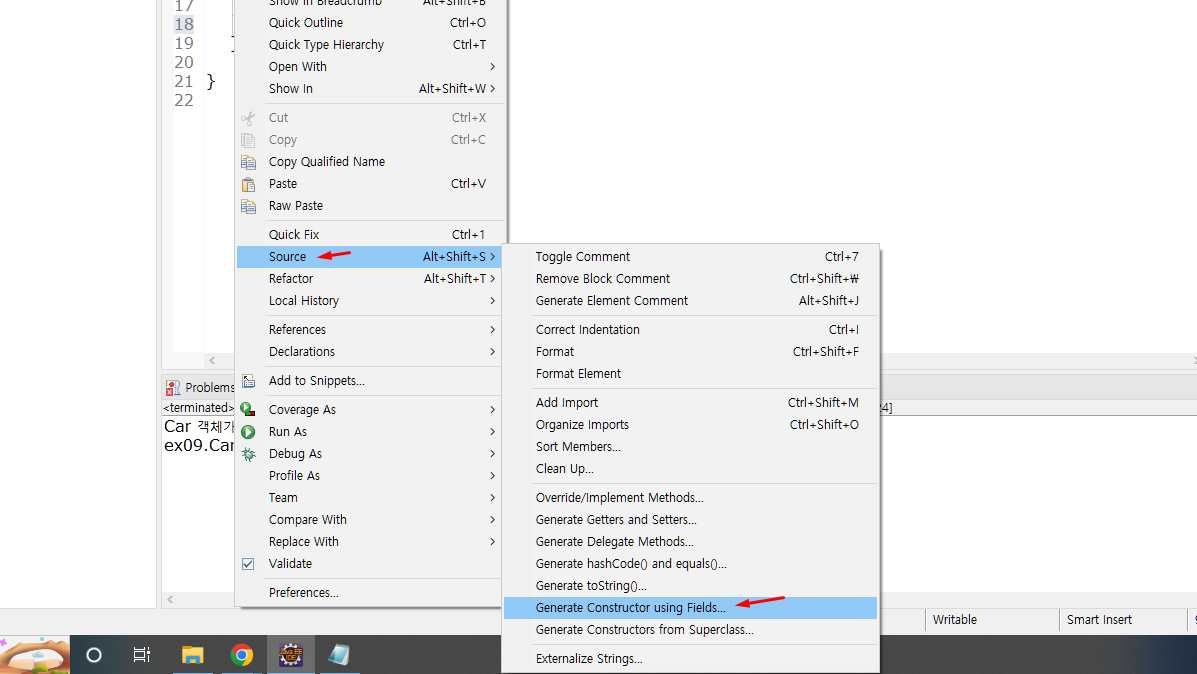 17
18
19
20
21 }
22
Show In Breadcrumb Alt+Shift+B
Quick Outline Ctrl+O
Quick Type Hierarchy Ctrl+T
Open With
Show In Alt+Shift+W
Cut Ctrl+X
Copy Ctrl+C
Copy Qualified Name
Paste Ctrl+V
Raw Paste
Quick Fix Ctrl+1
Source Alt+Shift+S
Refactor Alt+Shift+T
Local History
References
Declarations
Add to Snippets...
Coverage As
Run As
Debug As
Profile As
Team
Compare With
Replace With
Validate
Preferences...
Toggle Comment Ctrl+7
Remove Block Comment Ctrl+Shift+₩
Generate Element Comment Alt+Shift+J
Correct Indentation Ctrl+I
Format Ctrl+Shift+F
Format Element
Add Import Ctrl+Shift+M
Organize Imports Ctrl+Shift+O
Sort Members...
Clean Up...
Override/Implement Methods...
Generate Getters and Setters...
Generate Delegate Methods...
Generate hashCode() and equals()...
Generate toString()...
Generate Constructor using Fields...
Generate Constructors from Superclass...
Externalize Strings...
Problems
<terminated> 24]
Car 객체가
ex09.Car
Writable
Smart Insert